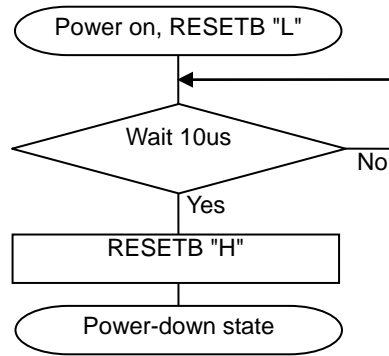 Power on, RESETB "L"
Wait 10us
No
Yes
RESETB "H"
Power-down state